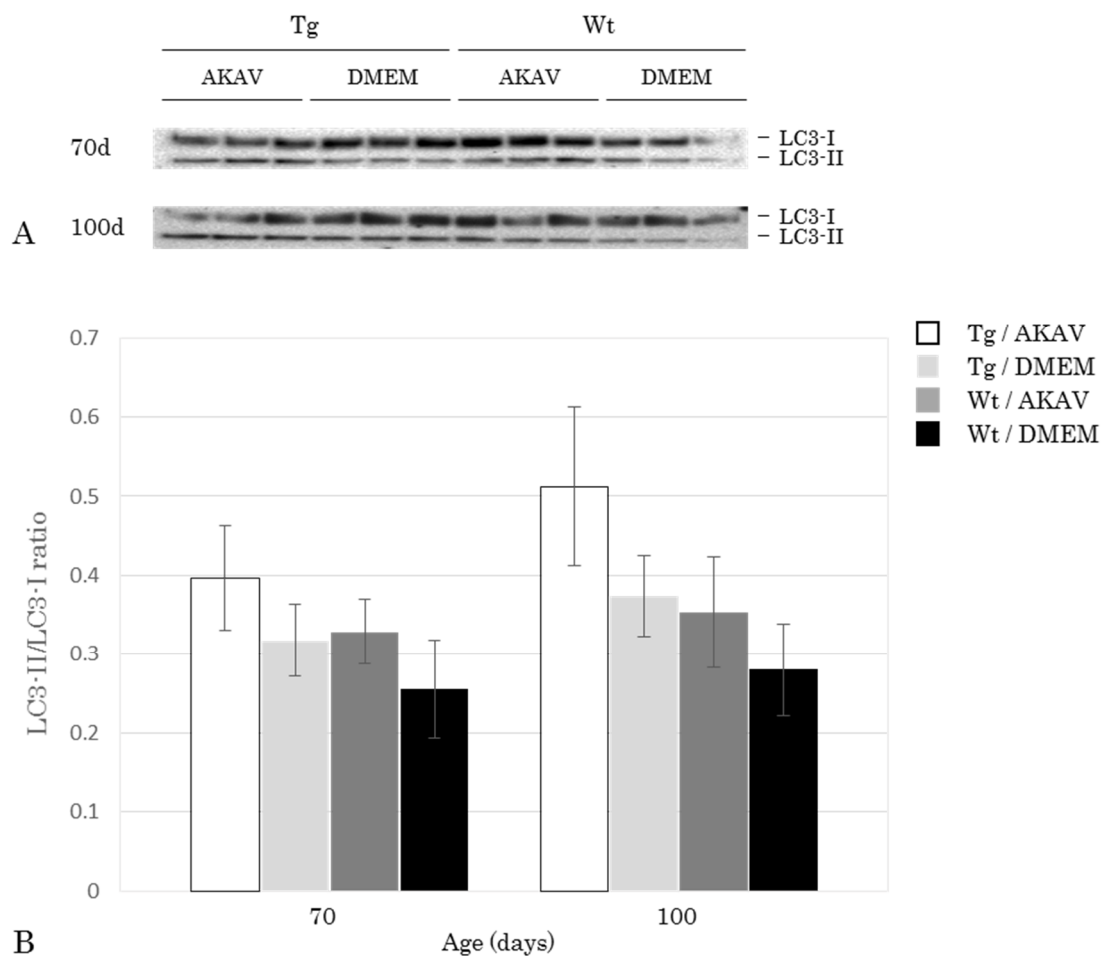 Tg Wt
AKAV DMEM AKAV DMEM
70d
– LC3-I
– LC3-II
A 100d
– LC3-I
– LC3-II
0.7
0.6
0.5
0.4
0.3
0.2
0.1
0
LC3-II/LC3-I ratio
Tg / AKAV
Tg / DMEM
Wt / AKAV
Wt / DMEM
70 100
B Age (days)